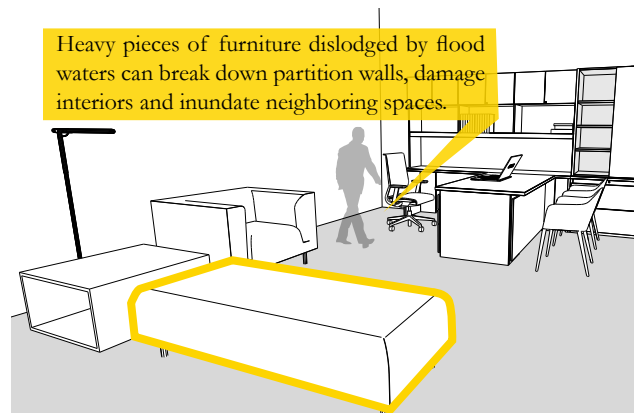 Heavy pieces of furniture dislodged by flood
waters can break down partition walls, damage
interiors and inundate neighboring spaces.